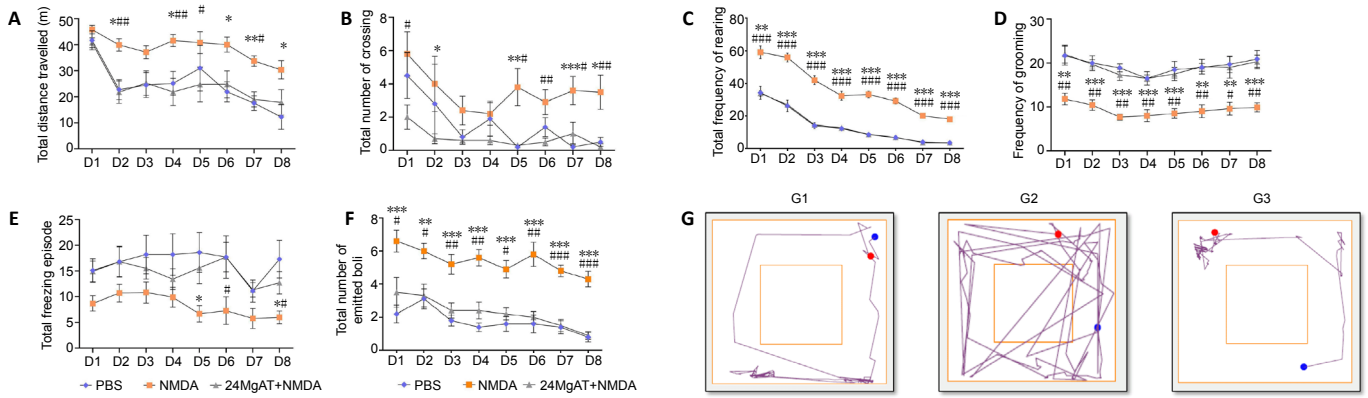 A
Total distance travelled (m)
60
50
40
30
20
10
0
*##
*##
#
*
**#
*
D1 D2 D3 D4 D5 D6 D7 D8
B
Total number of crossing
8
6
4
2
0
#
*
**#
##
***#
##
D1 D2 D3 D4 D5 D6 D7 D8
C
Total frequency of rearing
80
60
40
20
0
** *** *** *** *** *** *** ***
### ### ### ### ### ### ### ###
D1 D2 D3 D4 D5 D6 D7 D8
D
Frequency of grooming
30
20
10
0
** *** *** *** *** ** ** ***
## ## ## ## ## ## # ##
D1 D2 D3 D4 D5 D6 D7 D8
E
Total freezing episode
25
20
15
10
5
0
*
#
*#
D1 D2 D3 D4 D5 D6 D7 D8
PBS NMDA 24MgAT+NMDA
F
Total number of
emitted boli
8
6
4
2
0
*** ** *** *** *** *** *** ***
# # ## ## # ## ### ###
D1 D2 D3 D4 D5 D6 D7 D8
PBS NMDA 24MgAT+NMDA
G
G1 G2 G3